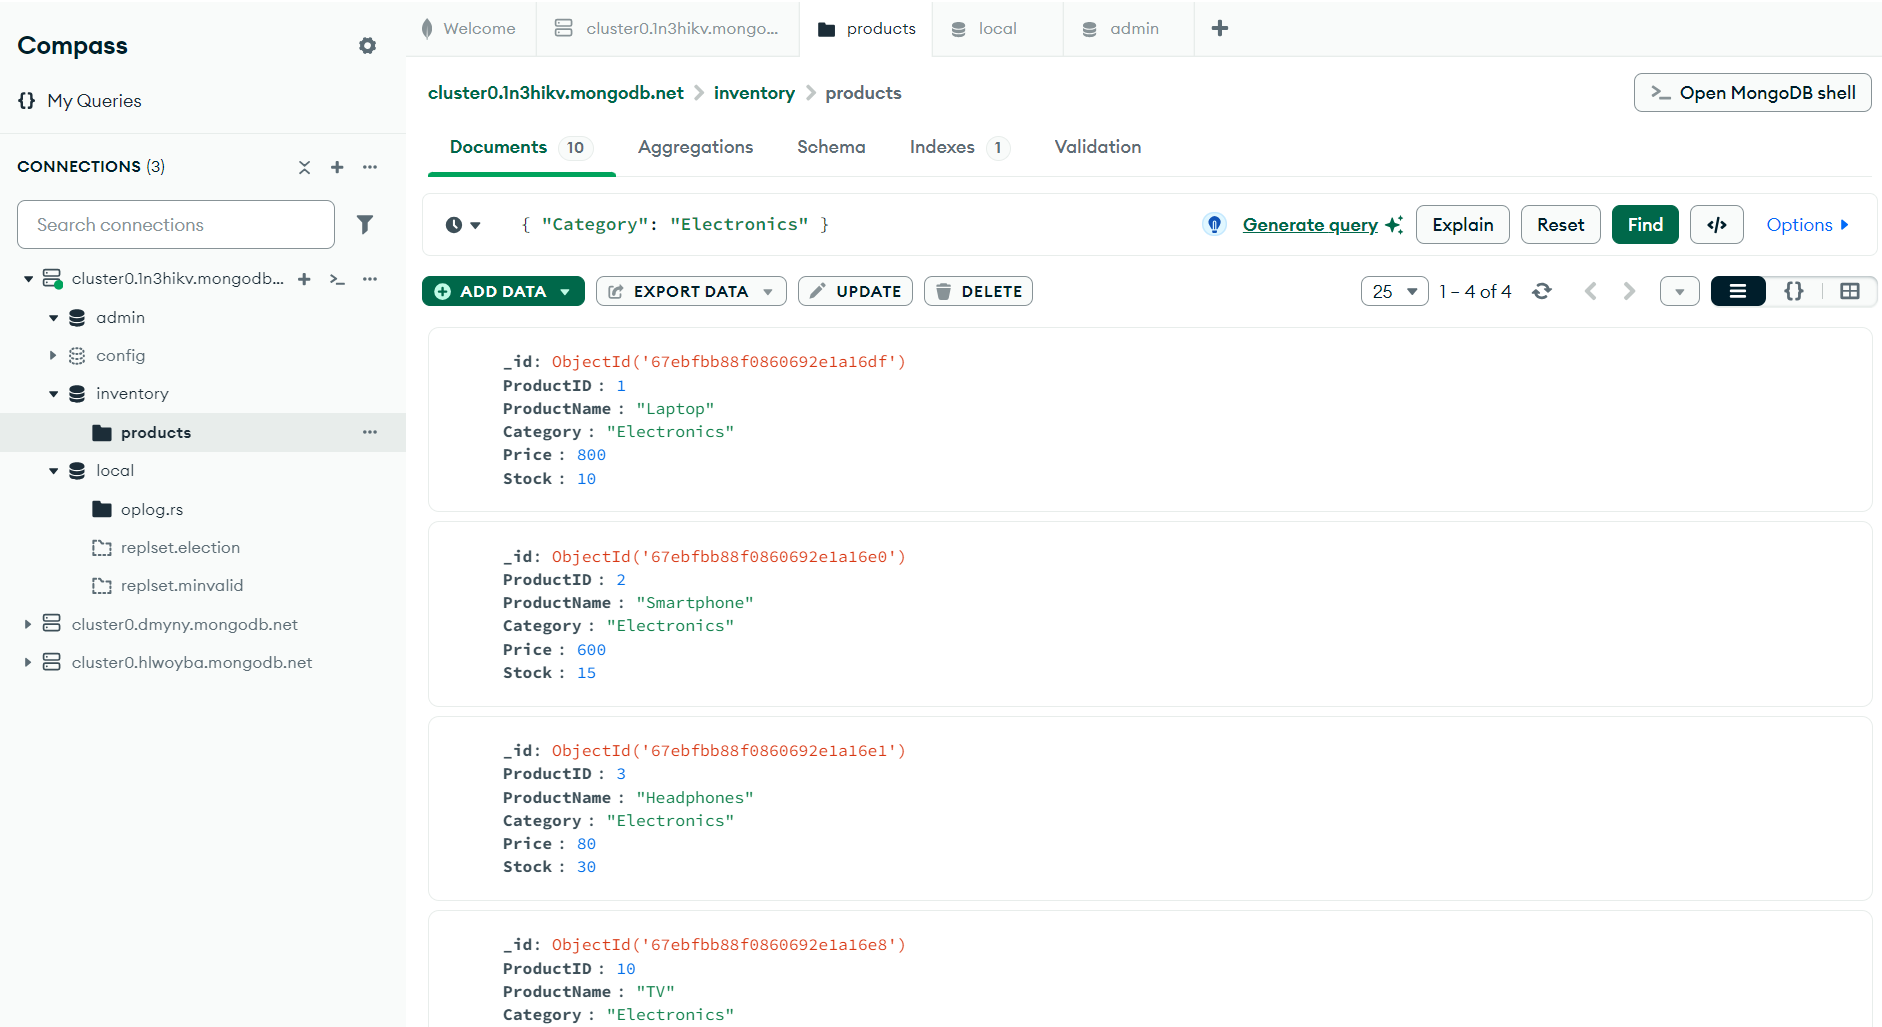 Compass
{} My Queries
CONNECTIONS (3)
Search connections
cluster0.1n3hikv.mongodb...
admin
config
inventory
products
local
oplog.rs
replset.election
replset.minvalid
cluster0.dmyny.mongodb.net
cluster0.hlwoyba.mongodb.net
Welcome
cluster0.1n3hikv.mongo...
products
local
admin
cluster0.1n3hikv.mongodb.net > inventory > products
>_ Open MongoDB shell
Documents 10 Aggregations Schema Indexes 1 Validation
{ "Category": "Electronics" }
Generate query Explain Reset Find </> Options
ADD DATA EXPORT DATA UPDATE DELETE
25 1 – 4 of 4 {}
_id: ObjectId('67ebfbb88f0860692e1a16df')
ProductID : 1
ProductName : "Laptop"
Category : "Electronics"
Price : 800
Stock : 10
_id: ObjectId('67ebfbb88f0860692e1a16e0')
ProductID : 2
ProductName : "Smartphone"
Category : "Electronics"
Price : 600
Stock : 15
_id: ObjectId('67ebfbb88f0860692e1a16e1')
ProductID : 3
ProductName : "Headphones"
Category : "Electronics"
Price : 80
Stock : 30
_id: ObjectId('67ebfbb88f0860692e1a16e8')
ProductID : 10
ProductName : "TV"
Category : "Electronics"